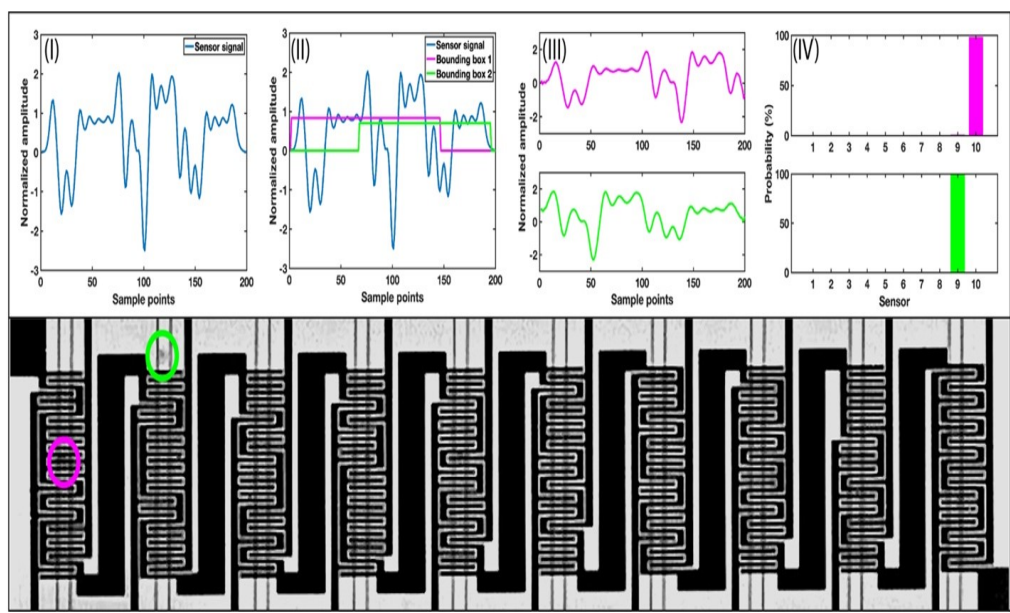 (I)
Sensor signal
Normalized amplitude
3
2
1
0
-1
-2
-3
0 50 100 150 200
Sample points
(II)
Sensor signal
Bounding box 1
Bounding box 2
Normalized amplitude
3
2
1
0
-1
-2
-3
0 50 100 150 200
Sample points
(III)
Normalized amplitude
2
0
-2
0 50 100 150 200
2
0
-2
0 50 100 150 200
Sample points
(IV)
Probability (%)
100
50
0
1 2 3 4 5 6 7 8 9 10
100
50
0
1 2 3 4 5 6 7 8 9 10
Sensor